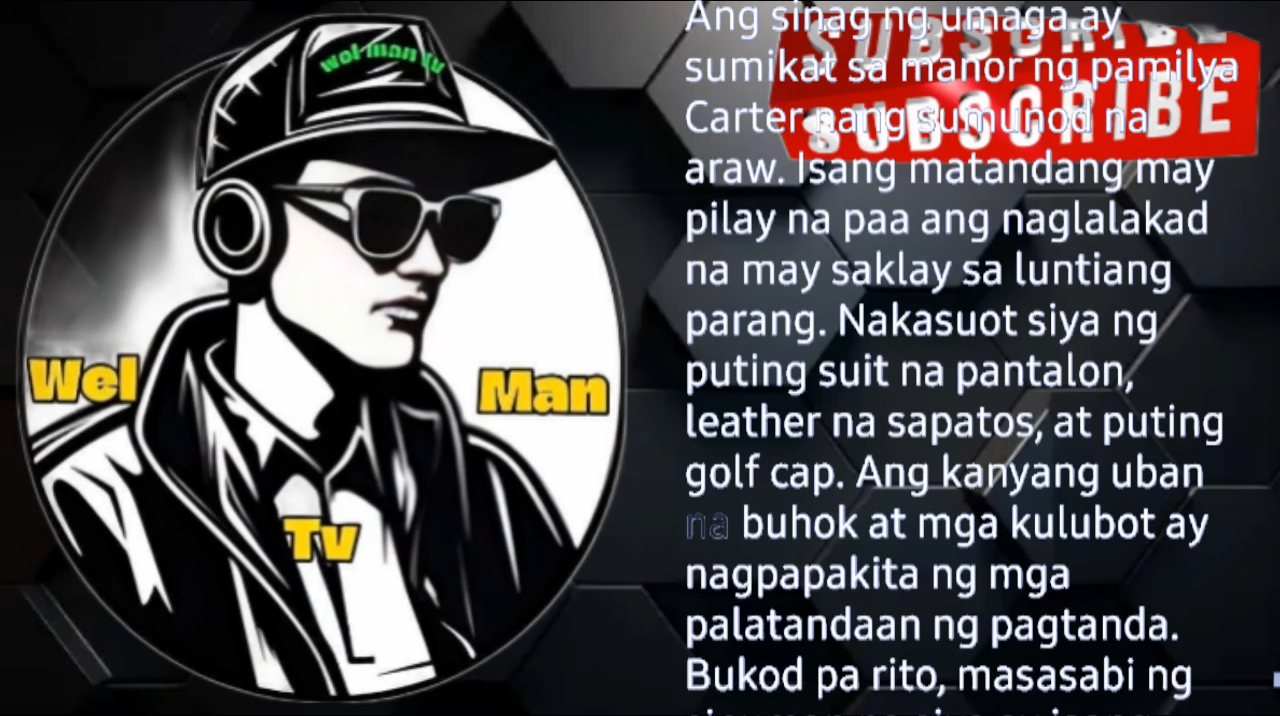 wel man tv
Wel
Man
Tv
SUBSCRIBE
SUBSCRIBE
Ang sinag ng umaga ay
sumikat sa manor ng pamilya
Carter nang sumunod na
araw. Isang matandang may
pilay na paa ang naglalakad
na may saklay sa luntiang
parang. Nakasuot siya ng
puting suit na pantalon,
leather na sapatos, at puting
golf cap. Ang kanyang uban
na buhok at mga kulubot ay
nagpapakita ng mga
palatandaan ng pagtanda.
Bukod pa rito, masasabi ng